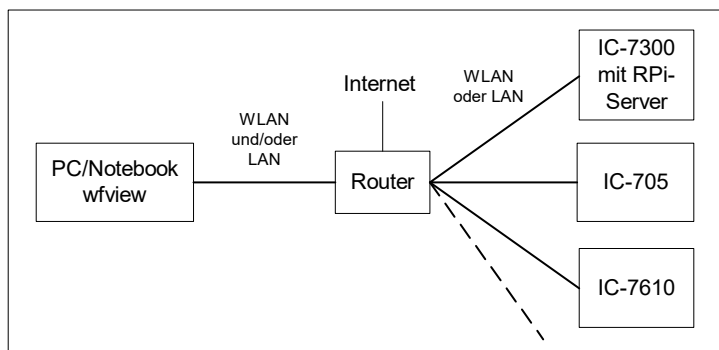 PC/Notebook
wfview
WLAN
und/oder
LAN
Internet
Router
WLAN
oder LAN
IC-7300
mit RPi-
Server
IC-705
IC-7610